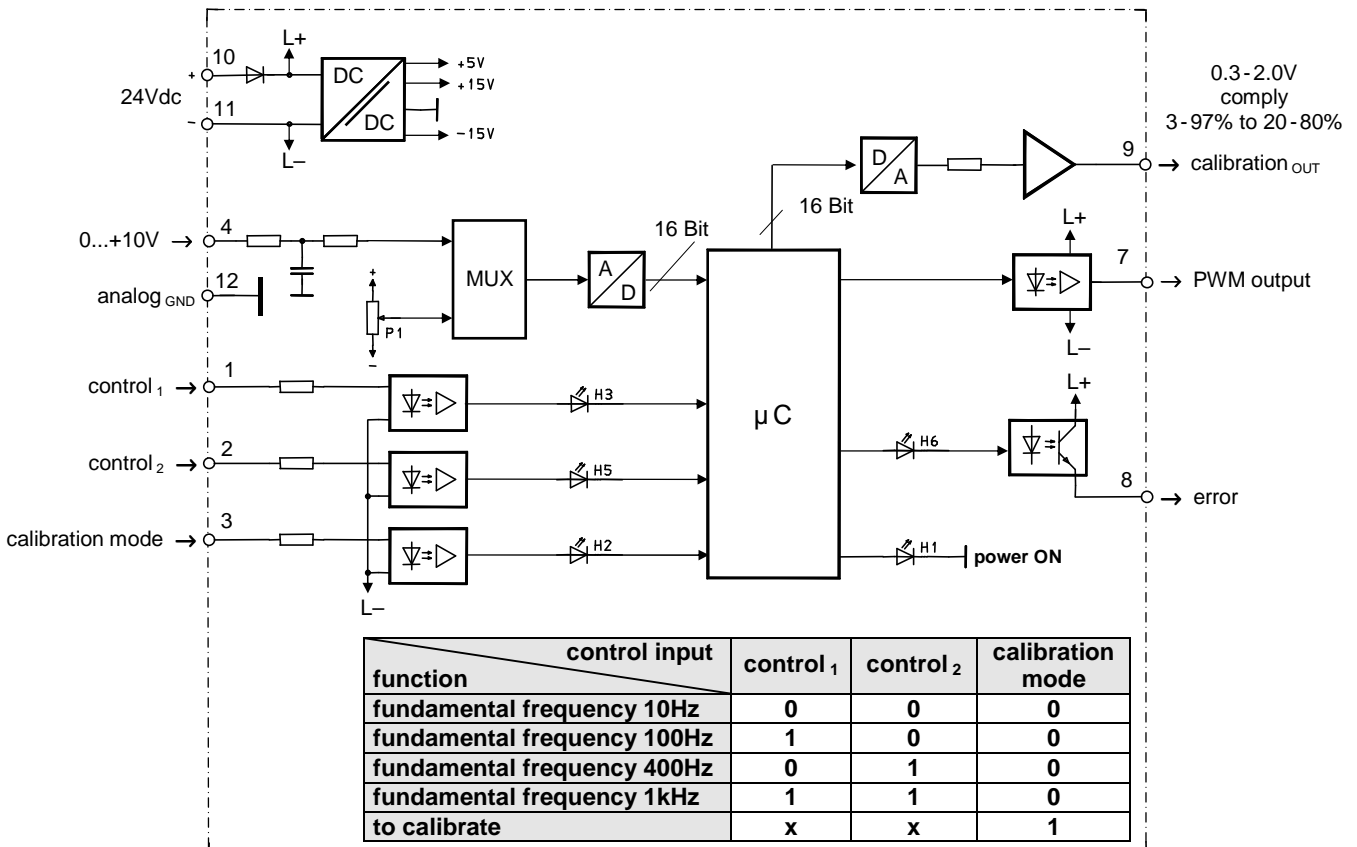 L+
10
+
24Vdc
11
−
L−
DC
DC
+5V
+15V
−15V
0.3-2.0V
comply
3-97% to 20-80%
9
→ calibration OUT
D
A
16 Bit
0...+10V →
4
12
analog GND
+
P1
−
MUX
A
D
16 Bit
L+
7
→ PWM output
L−
control 1 →
1
H3
control 2 →
2
H5
calibration mode →
3
H2
L−
µC
L+
H6
8
→ error
H1
power ON
control input
function
control 1
control 2
calibration
mode
fundamental frequency 10Hz 0 0 0
fundamental frequency 100Hz 1 0 0
fundamental frequency 400Hz 0 1 0
fundamental frequency 1kHz 1 1 0
to calibrate x x 1